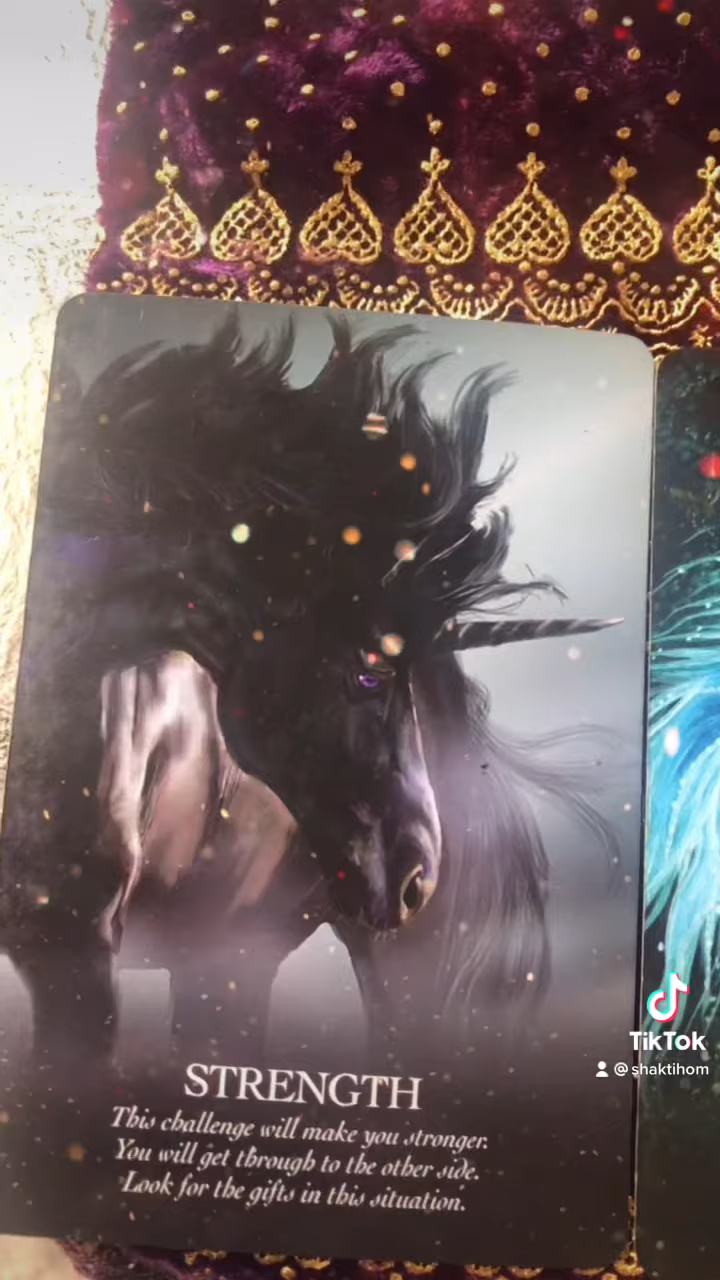 TikTok
@shaktihom
STRENGTH
This challenge will make you stronger.
You will get through to the other side.
Look for the gifts in this situation.